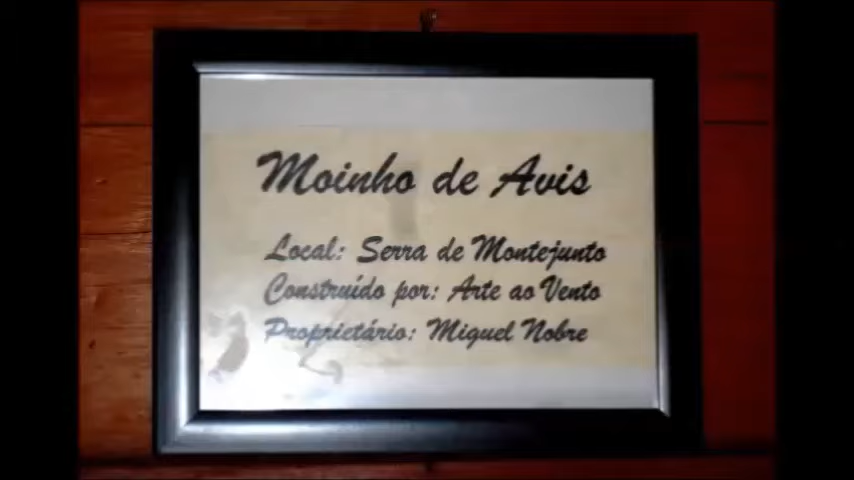 Moinho de Avis
Local: Serra de Montejunto
Construído por: Arte ao Vento
Proprietário: Miguel Nobre